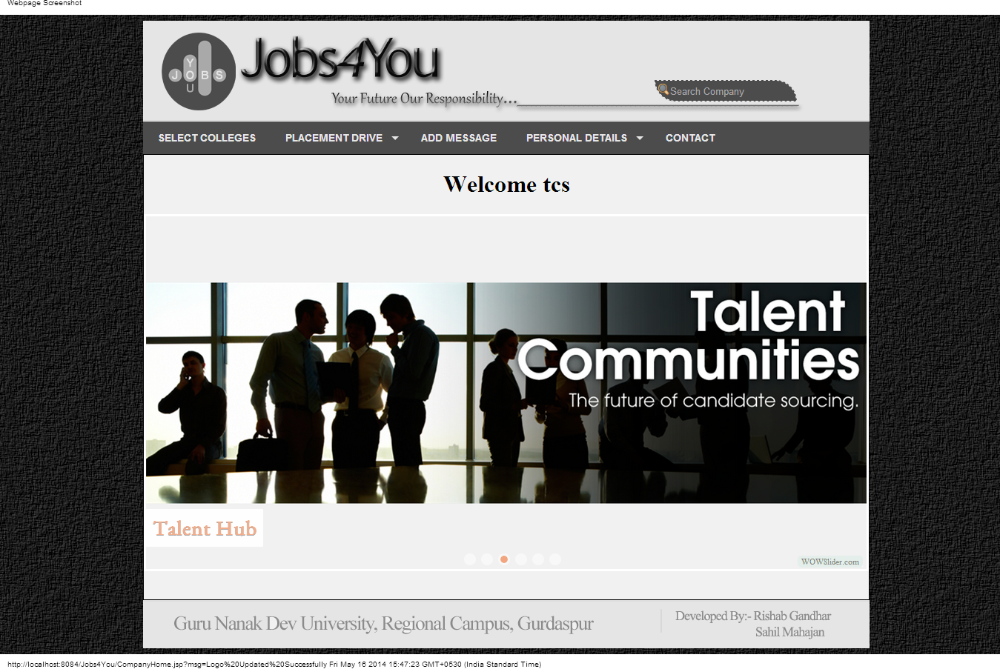 Webpage Screenshot
Y
JOBS
U
Jobs4You
Your Future Our Responsibility...
Search Company
SELECT COLLEGES PLACEMENT DRIVE ADD MESSAGE PERSONAL DETAILS CONTACT
Welcome tcs
Talent
Communities
The future of candidate sourcing.
Talent Hub
WOWSlider.com
Guru Nanak Dev University, Regional Campus, Gurdaspur
Developed By:- Rishab Gandhar
Sahil Mahajan
http://localhost:8084/Jobs4You/CompanyHome.jsp?msg=Logo%20Updated%20Successfully Fri May 16 2014 15:47:23 GMT+0530 (India Standard Time)